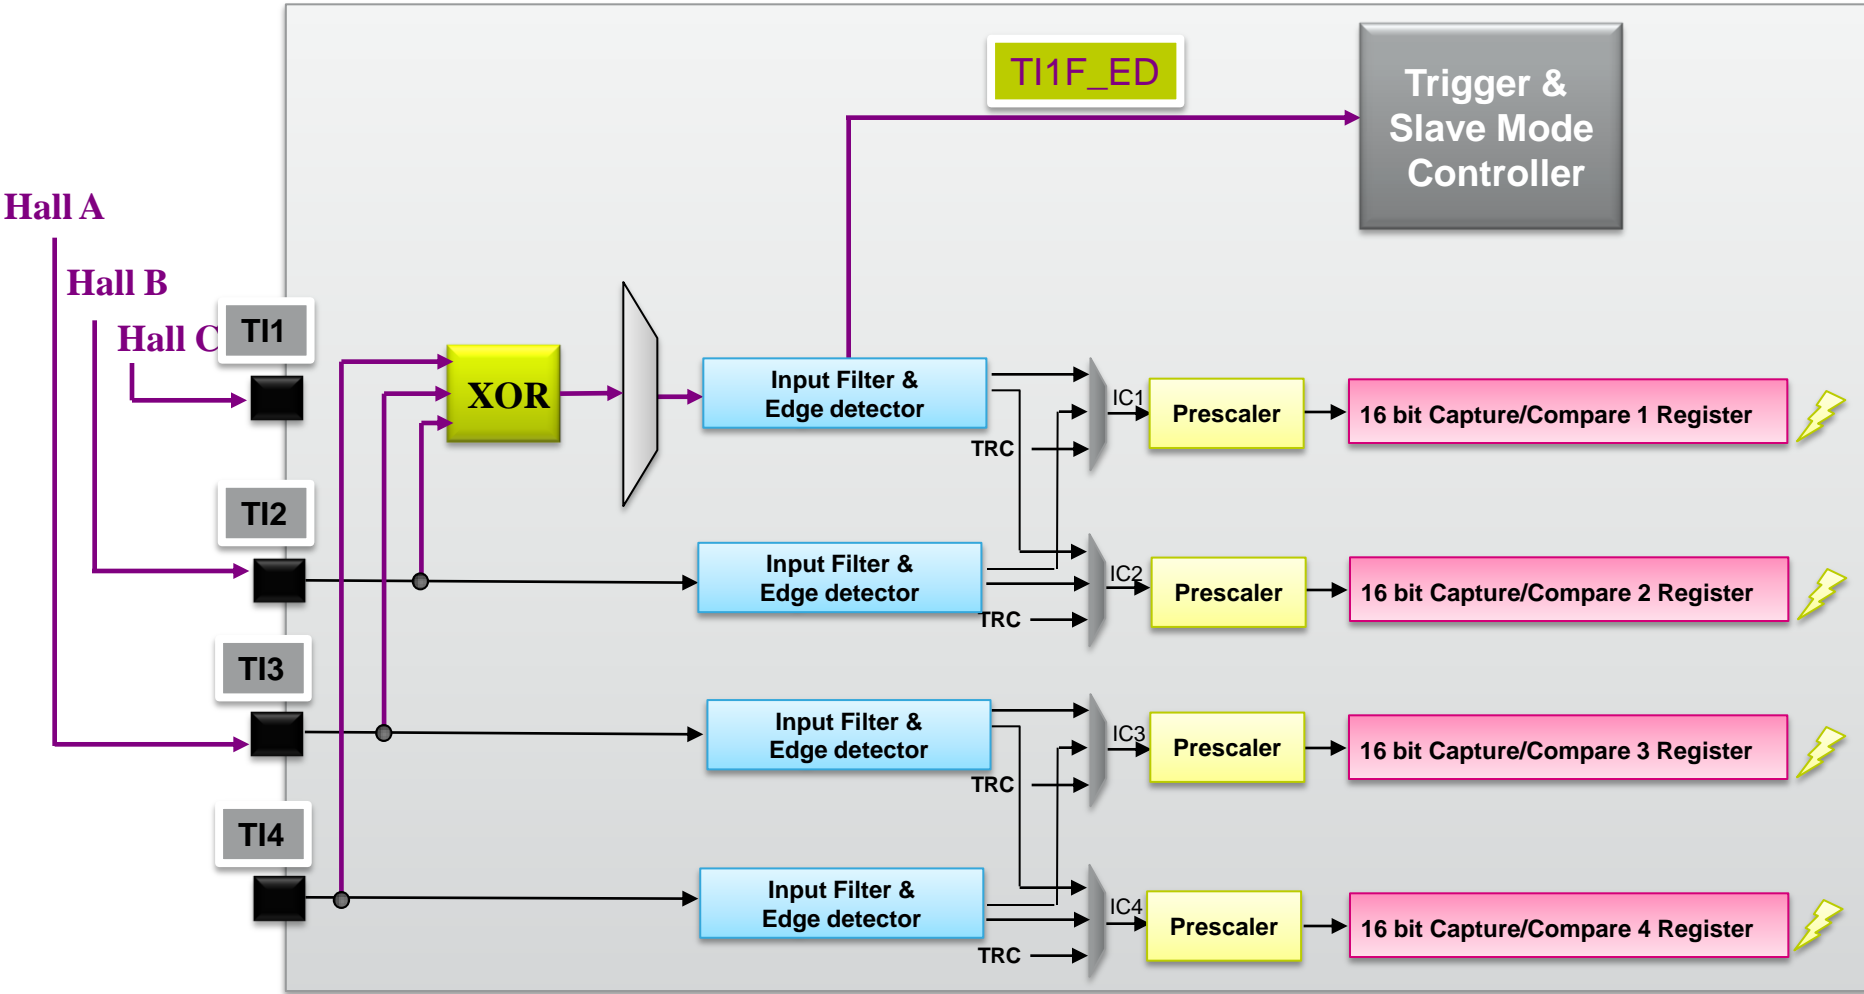 TI1F_ED
Trigger &
Slave Mode
Controller
Hall A
Hall B
Hall C
TI1
XOR
Input Filter &
Edge detector
TRC
IC1
Prescaler
16 bit Capture/Compare 1 Register
TI2
Input Filter &
Edge detector
TRC
IC2
Prescaler
16 bit Capture/Compare 2 Register
TI3
Input Filter &
Edge detector
TRC
IC3
Prescaler
16 bit Capture/Compare 3 Register
TI4
Input Filter &
Edge detector
TRC
IC4
Prescaler
16 bit Capture/Compare 4 Register